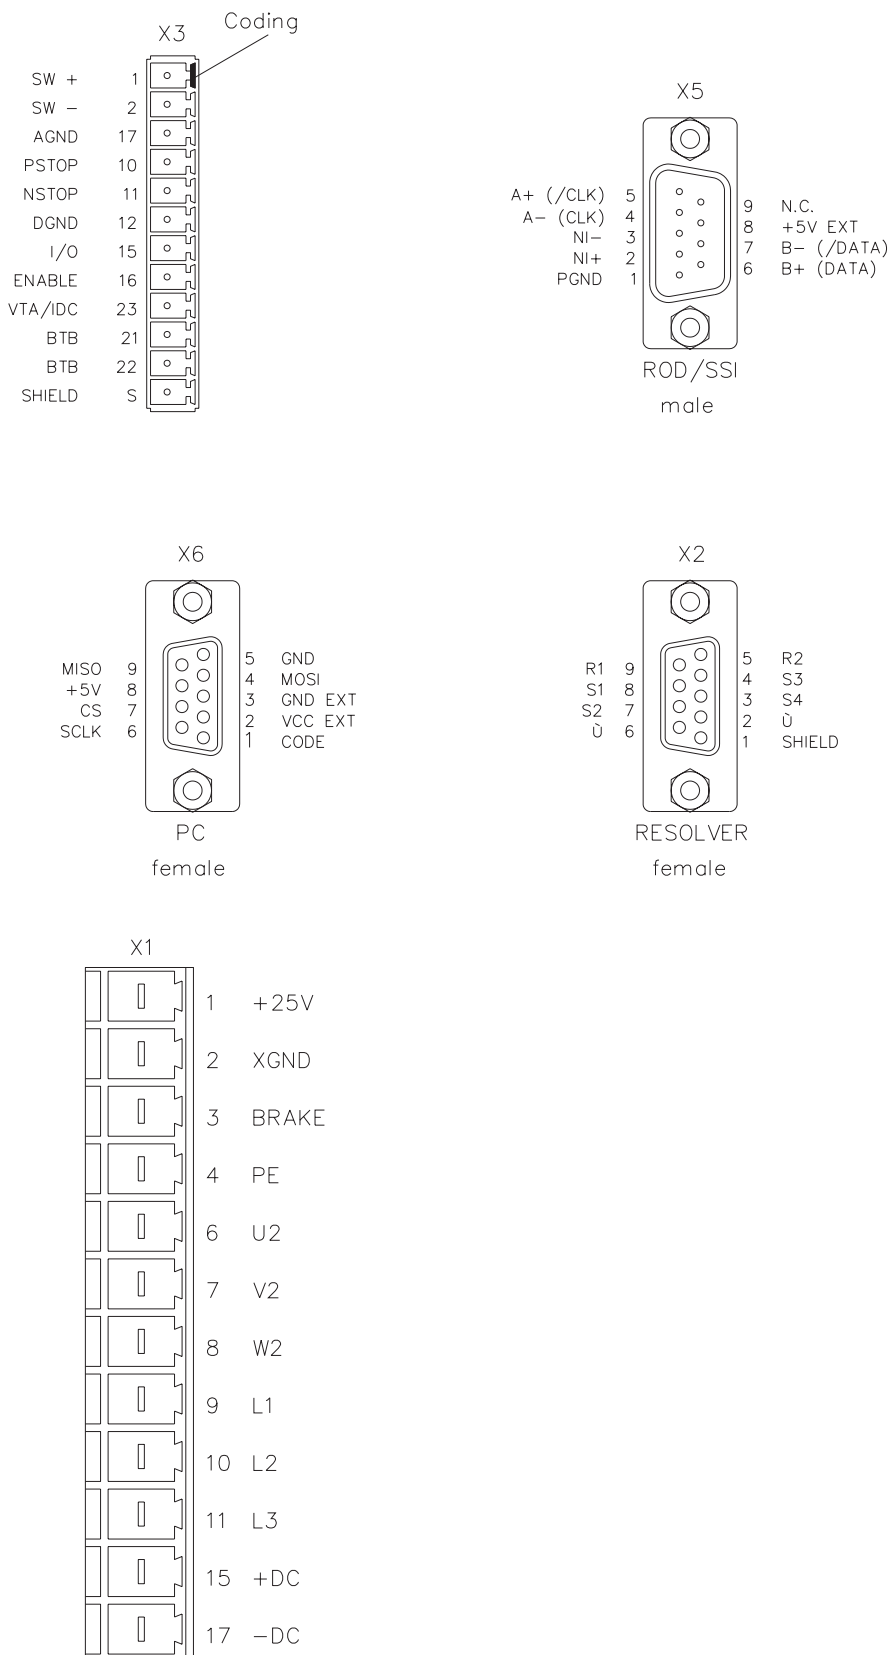 X3
Coding
SW + 1
SW - 2
AGND 17
PSTOP 10
NSTOP 11
DGND 12
I/O 15
ENABLE 16
VTA/IDC 23
BTB 21
BTB 22
SHIELD S
X5
A+ (/CLK) 5
A- (CLK) 4
NI- 3
NI+ 2
PGND 1
9 N.C.
8 +5V EXT
7 B- (/DATA)
6 B+ (DATA)
ROD/SSI
male
X6
MISO 9
+5V 8
CS 7
SCLK 6
5 GND
4 MOSI
3 GND EXT
2 VCC EXT
1 CODE
PC
female
X2
R1 9
S1 8
S2 7
Ù 6
5 R2
4 S3
3 S4
2 Ù
1 SHIELD
RESOLVER
female
X1
1 +25V
2 XGND
3 BRAKE
4 PE
6 U2
7 V2
8 W2
9 L1
10 L2
11 L3
15 +DC
17 -DC